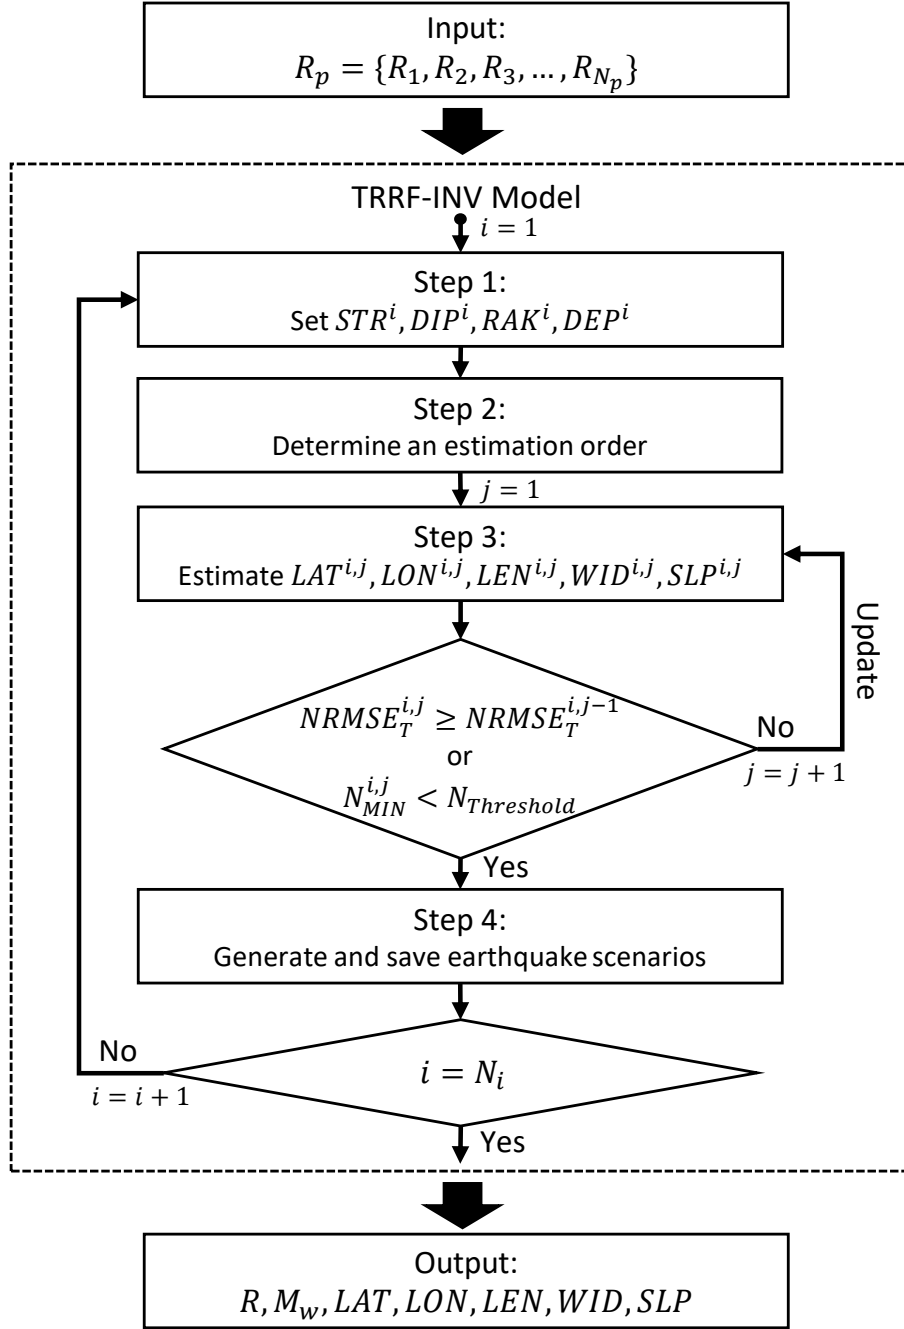 Input:
$R_p = \{R_1, R_2, R_3, \ldots, R_{N_p}\}$
TRRF-INV Model
$i = 1$
Step 1:
Set $STR^i, DIP^i, RAK^i, DEP^i$
Step 2:
Determine an estimation order
$j = 1$
Step 3:
Estimate $LAT^{i,j}, LON^{i,j}, LEN^{i,j}, WID^{i,j}, SLP^{i,j}$
Update
$NRMSE_T^{i,j} \geq NRMSE_T^{i,j-1}$
or
$N_{MIN}^{i,j} < N_{Threshold}$
No
$j = j + 1$
Yes
Step 4:
Generate and save earthquake scenarios
No
$i = i + 1$
$i = N_i$
Yes
Output:
$R, M_w, LAT, LON, LEN, WID, SLP$